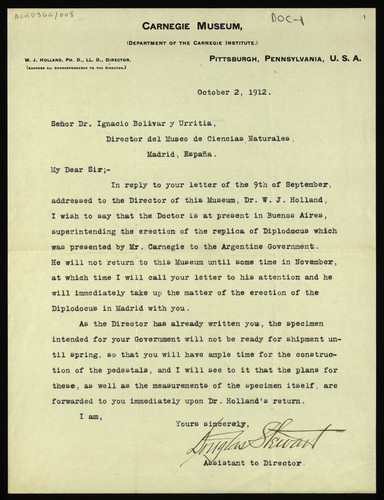 ACN0366/008
DOC-1
1
CARNEGIE MUSEUM,
(DEPARTMENT OF THE CARNEGIE INSTITUTE.)
W. J. HOLLAND, PH. D., LL. D., DIRECTOR.
(ADDRESS ALL CORRESPONDENCE TO THE DIRECTOR.)
PITTSBURGH, PENNSYLVANIA, U. S. A.
October 2, 1912.
Señor Dr. Ignacio Bolivar y Urritia,
Director del Museo de Ciencias Naturales,
Madrid, España.
My Dear Sir;-
In reply to your letter of the 9th of September,
addressed to the Director of this Museum, Dr. W. J. Holland,
I wish to say that the Doctor is at present in Buenos Aires,
superintending the erection of the replica of Diplodocus which
was presented by Mr. Carnegie to the Argentine Government.
He will not return to this Museum until some time in November,
at which time I will call your letter to his attention and he
will immediately take up the matter of the erection of the
Diplodocus in Madrid with you.
As the Director has already written you, the specimen
intended for your Government will not be ready for shipment un-
til spring, so that you will have ample time for the construc-
tion of the pedestals, and I will see to it that the plans for
these, as well as the measurements of the specimen itself, are
forwarded to you immediately upon Dr. Holland's return.
I am,
Yours sincerely,
Douglas Stewart
Assistant to Director.